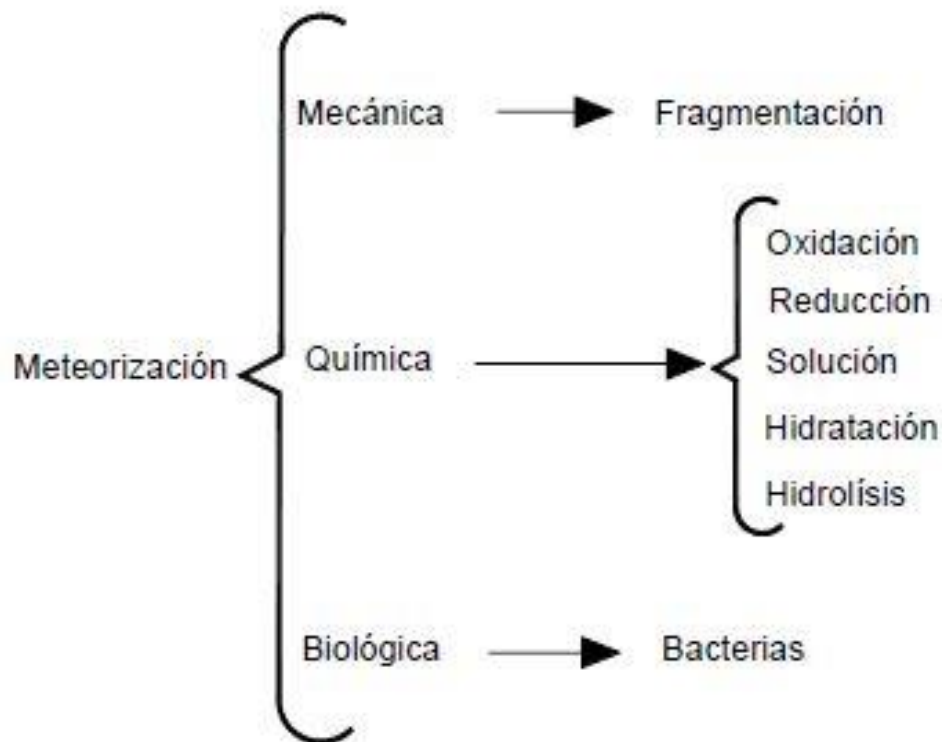 Mecánica
Fragmentación
Oxidación
Reducción
Meteorización
Química
Solución
Hidratación
Hidrolísis
Biológica
Bacterias